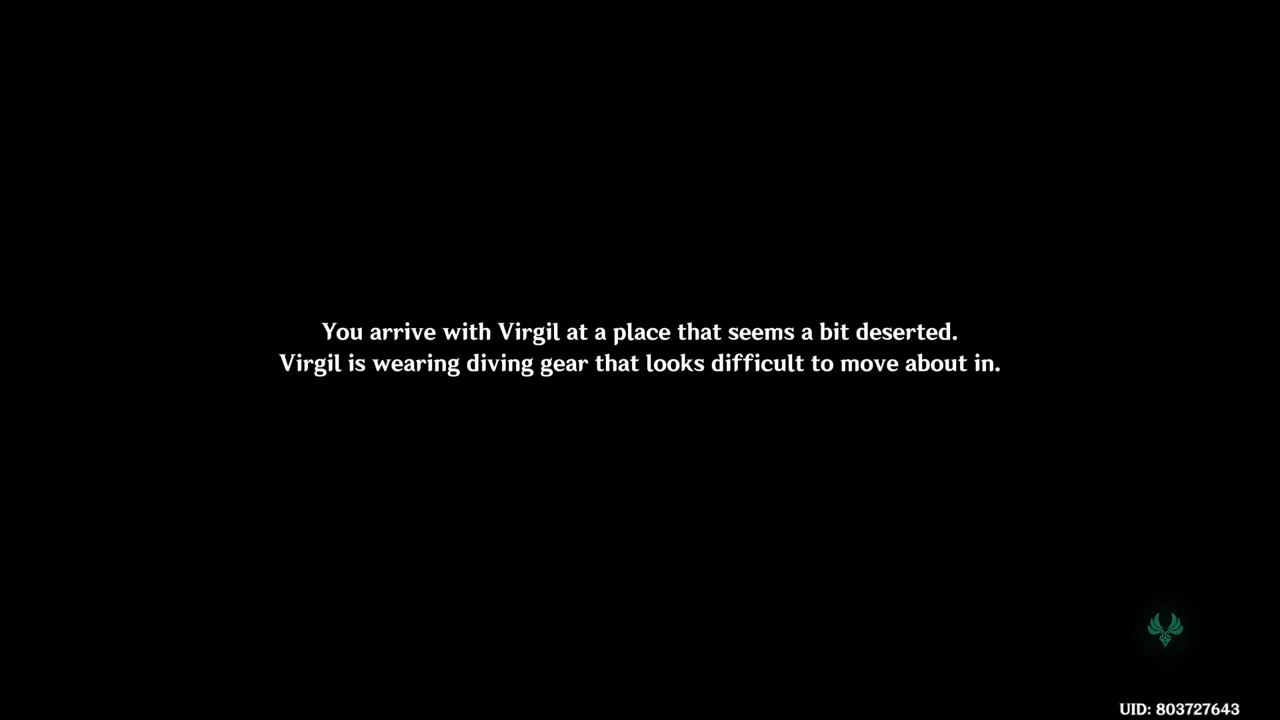 You arrive with Virgil at a place that seems a bit deserted.
Virgil is wearing diving gear that looks difficult to move about in.
UID: 803727643